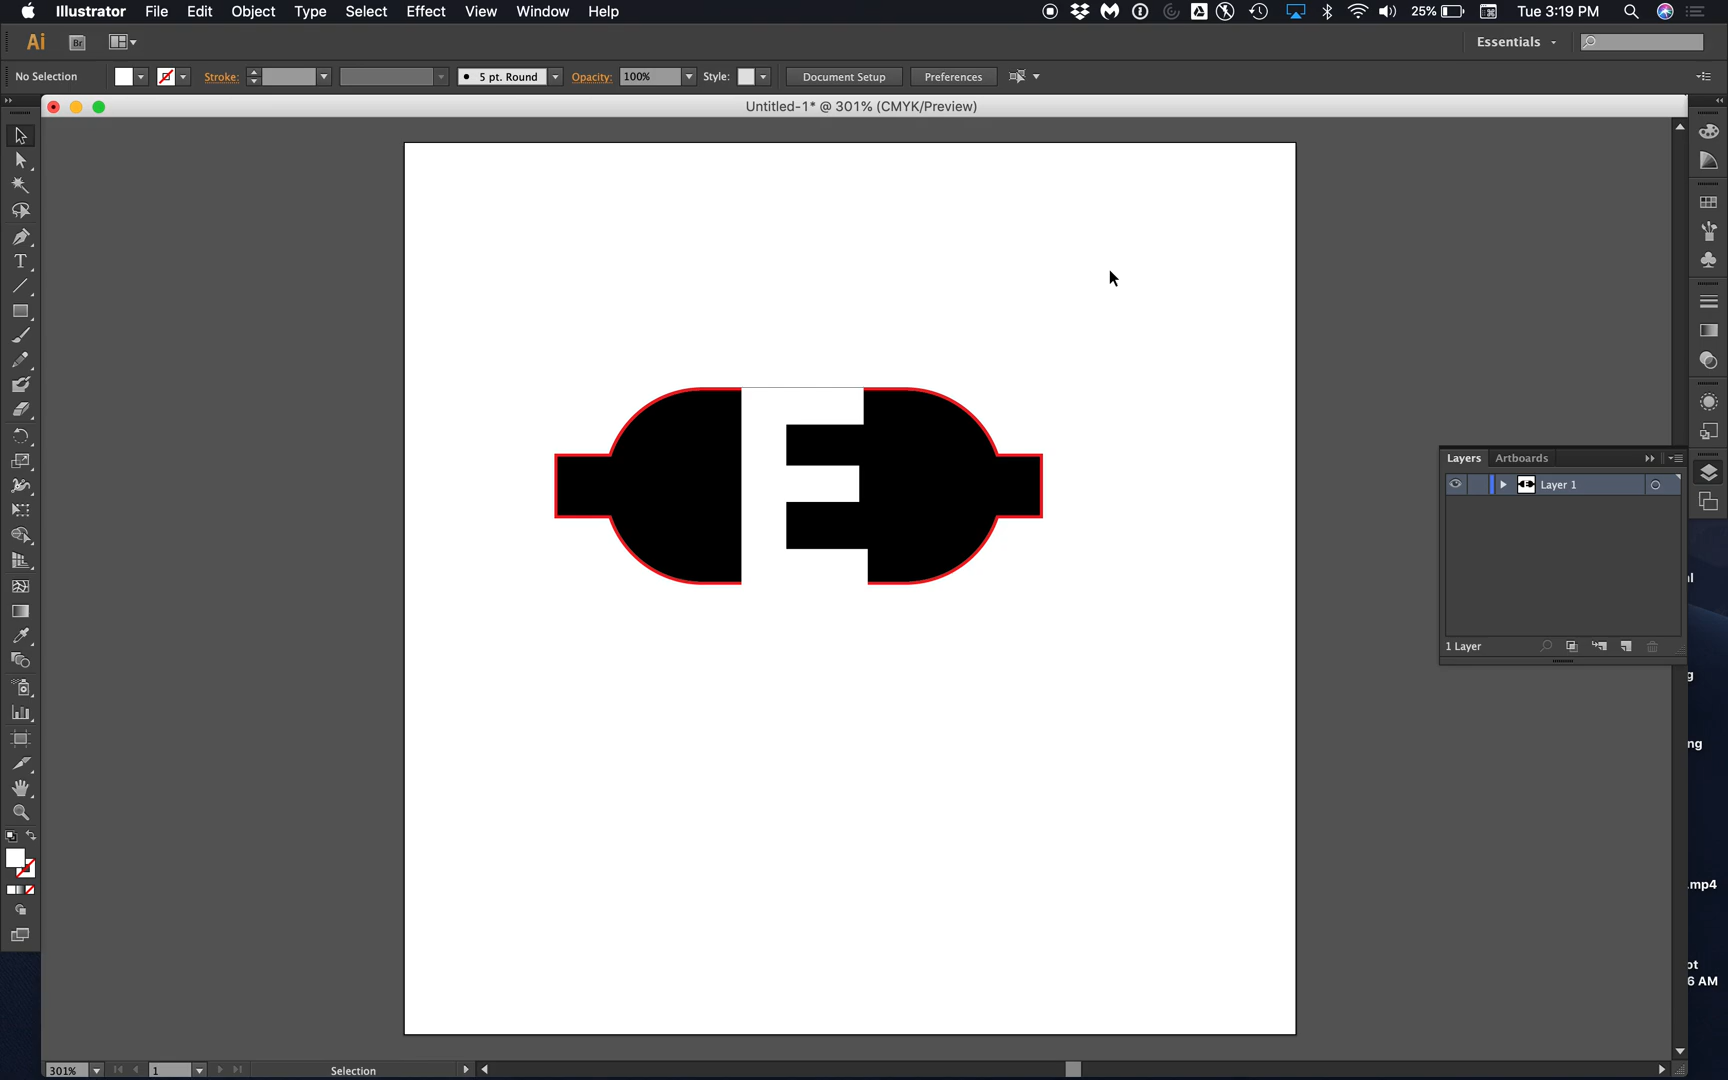 Illustrator File Edit Object Type Select Effect View Window Help 25% Tue 3:19 PM
Ai Br Essentials
No Selection Stroke: 5 pt. Round Opacity: 100% Style: Document Setup Preferences
Untitled-1* @ 301% (CMYK/Preview)
E
Layers Artboards
Layer 1
1 Layer
al
g
ng
.mp4
ot
6 AM
301% 1 Selection